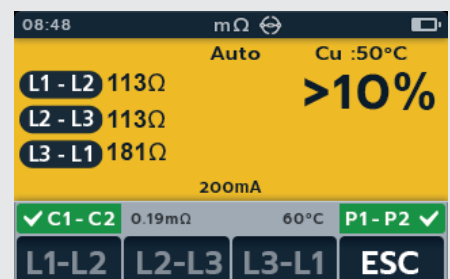 08:48 mΩ
Auto Cu :50°C
L1 - L2 113Ω >10%
L2 - L3 113Ω
L3 - L1 181Ω
200mA
✓ C1 - C2 0.19mΩ 60°C P1 - P2 ✓
L1-L2 L2-L3 L3-L1 ESC